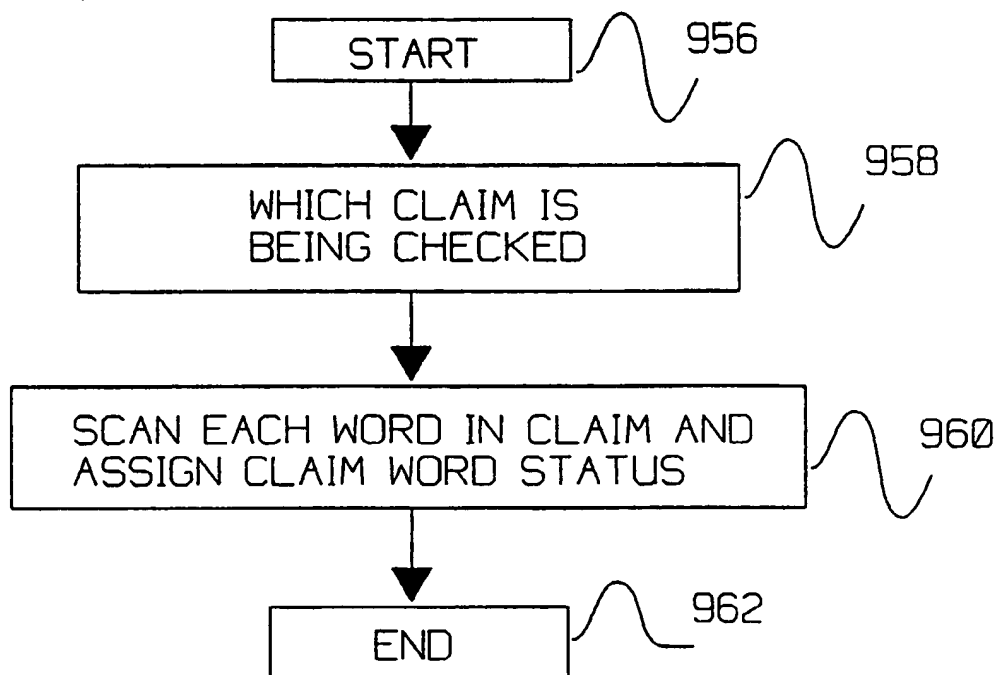 START
956
WHICH CLAIM IS
BEING CHECKED
958
SCAN EACH WORD IN CLAIM AND
ASSIGN CLAIM WORD STATUS
960
END
962